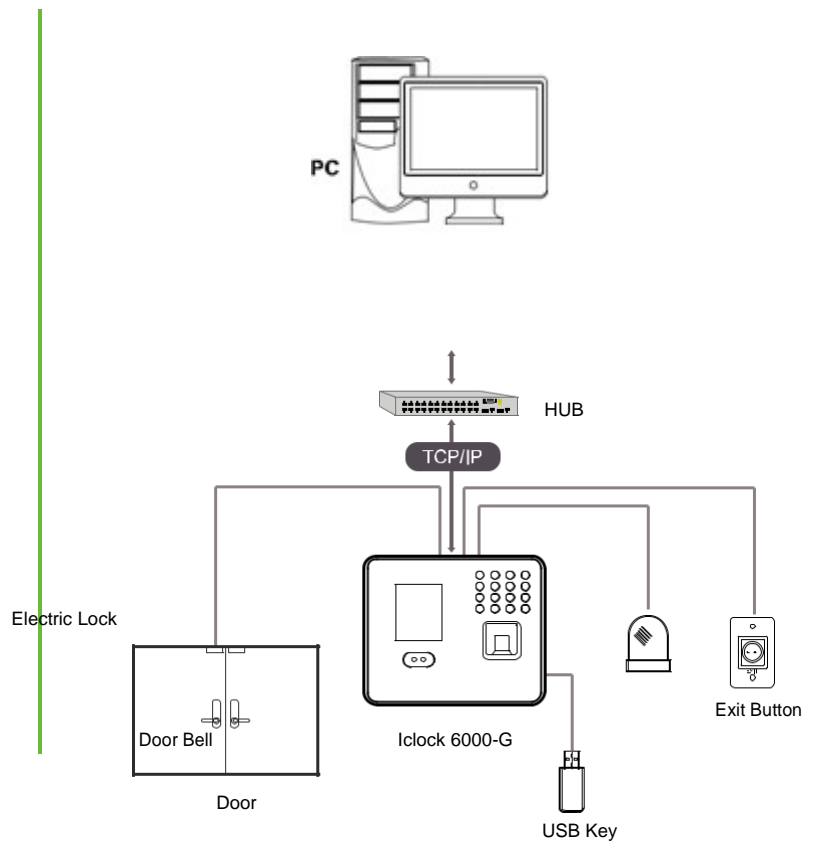 PC
HUB
TCP/IP
Electric Lock
Door Bell
Iclock 6000-G
Exit Button
Door
USB Key